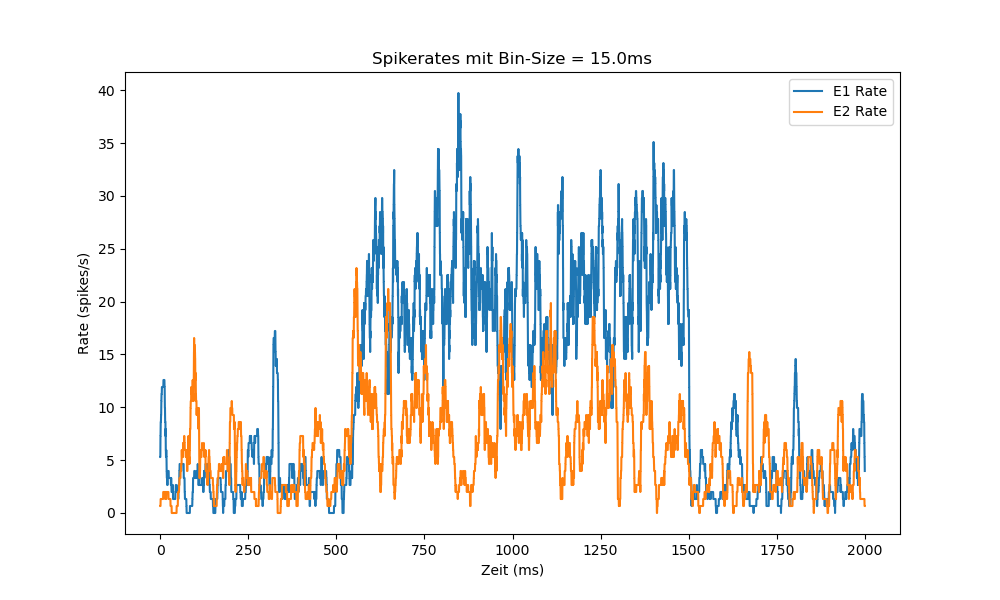 Spikerates mit Bin-Size = 15.0ms
E1 Rate
E2 Rate
40
35
30
25
20
15
10
5
0
Rate (spikes/s)
0 250 500 750 1000 1250 1500 1750 2000
Zeit (ms)